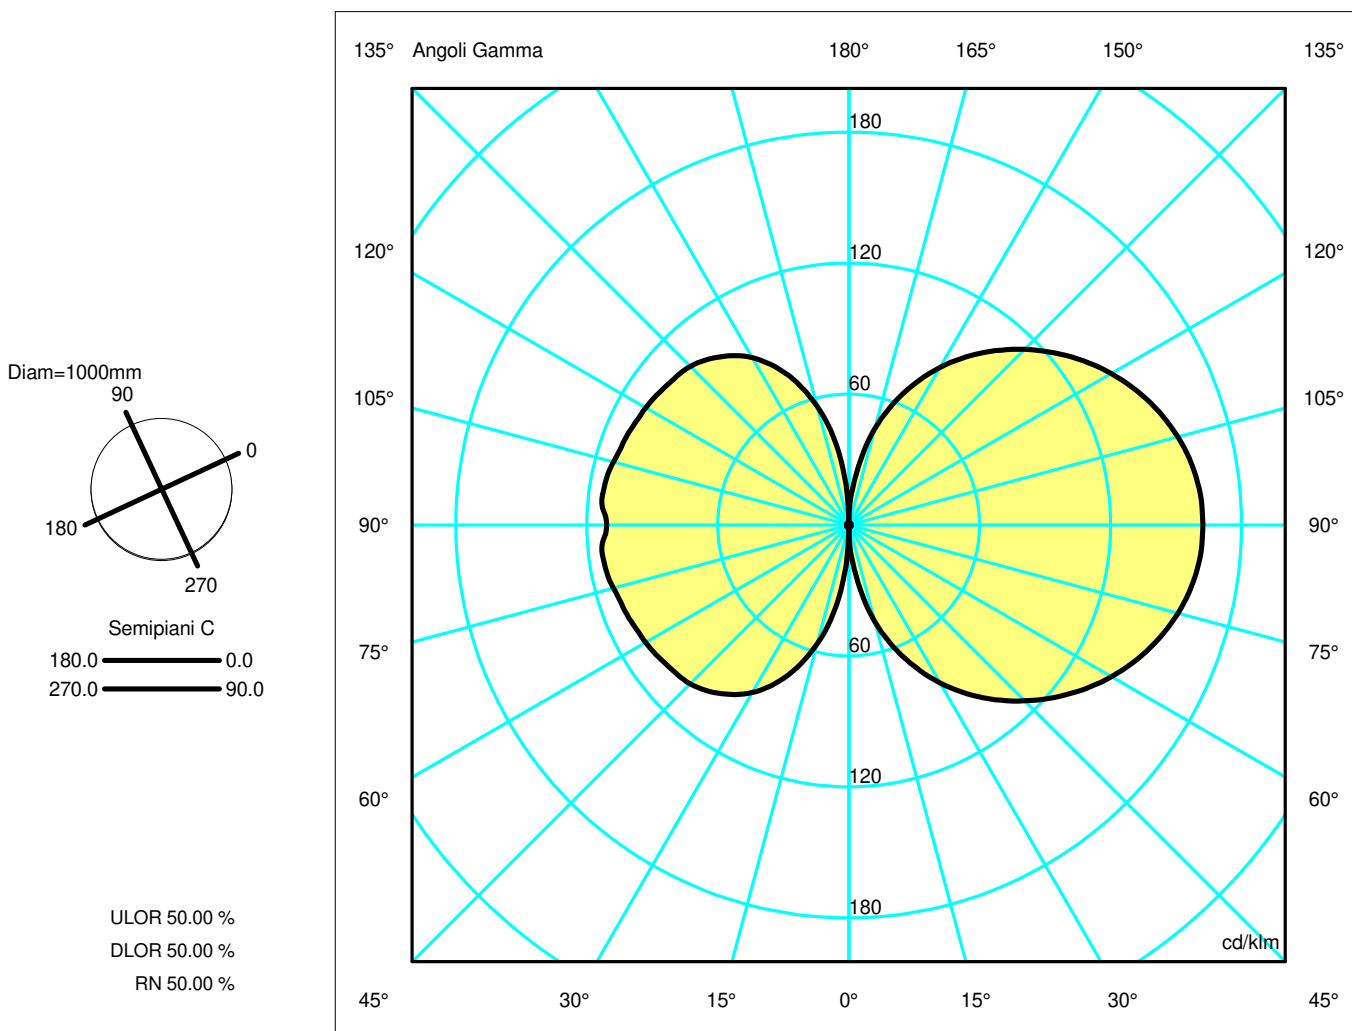 135° Angoli Gamma 180° 165° 150° 135°
180
120° 120 120°
Diam=1000mm
90
60
105° 105°
0
180 90° 90°
270
Semipiani C
75° 60 75°
180.0 0.0
270.0 90.0
60° 120 60°
180
ULOR 50.00 %
cd/klm
DLOR 50.00 %
RN 50.00 %
45° 30° 15° 0° 15° 30° 45°